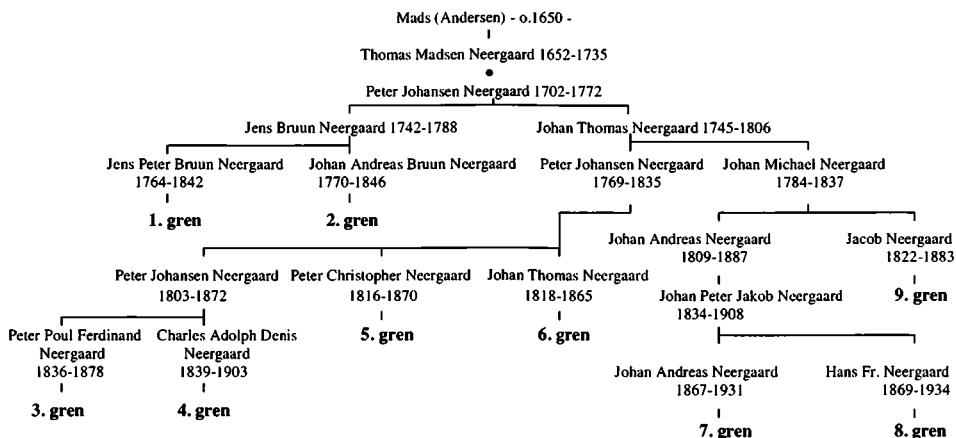 Mads (Andersen) - o.1650 -
Thomas Madsen Neergaard 1652-1735
Peter Johansen Neergaard 1702-1772
Jens Bruun Neergaard 1742-1788
Johan Thomas Neergaard 1745-1806
Jens Peter Bruun Neergaard
1764-1842
Johan Andreas Bruun Neergaard
1770-1846
Peter Johansen Neergaard
1769-1835
Johan Michael Neergaard
1784-1837
1. gren
2. gren
Johan Andreas Neergaard
1809-1887
Jacob Neergaard
1822-1883
9. gren
Peter Johansen Neergaard
1803-1872
Peter Christopher Neergaard
1816-1870
Johan Thomas Neergaard
1818-1865
Johan Peter Jakob Neergaard
1834-1908
5. gren
6. gren
Peter Poul Ferdinand
Neergaard
1836-1878
Charles Adolph Denis
Neergaard
1839-1903
Johan Andreas Neergaard
1867-1931
Hans Fr. Neergaard
1869-1934
3. gren
4. gren
7. gren
8. gren